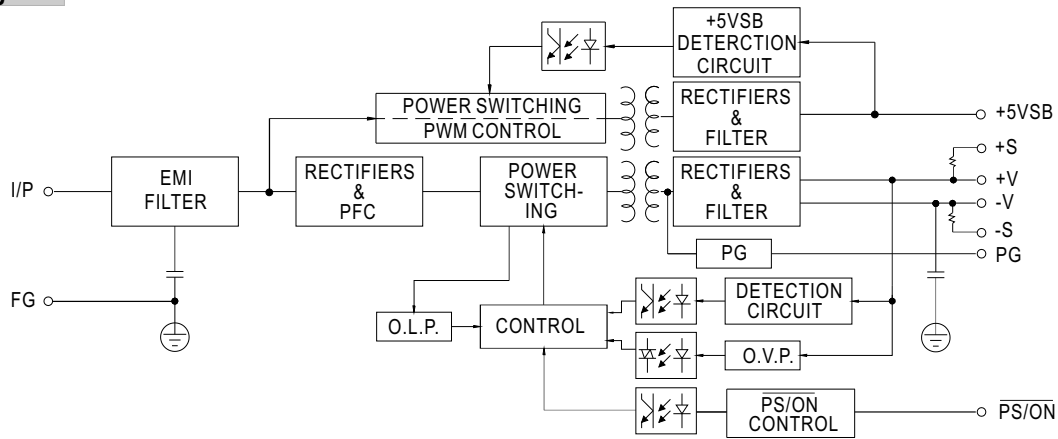 +5VSB
DETERCTION
CIRCUIT
POWER SWITCHING
PWM CONTROL
RECTIFIERS
&
FILTER
+5VSB
+S
I/P
EMI
FILTER
RECTIFIERS
&
PFC
POWER
SWITCH-
ING
RECTIFIERS
&
FILTER
+V
-V
-S
PG
PG
FG
O.L.P.
CONTROL
DETECTION
CIRCUIT
O.V.P.
PS/ON
CONTROL
PS/ON